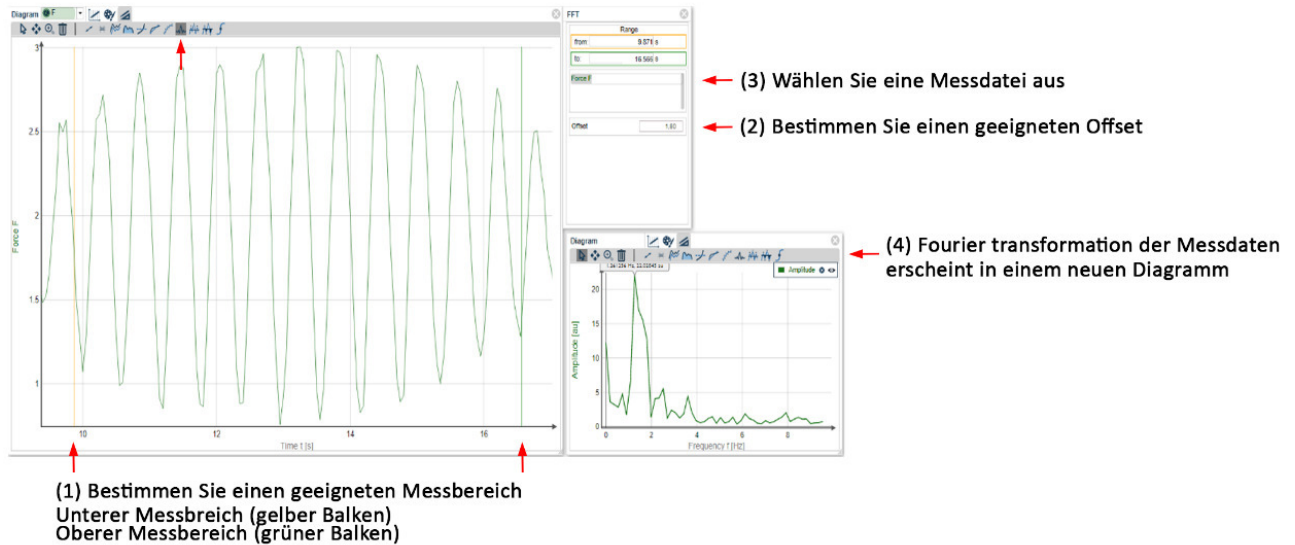 Diagram F
FFT
Range
from 9.871 s
to 16.566 s
Force F
Offset 1.80
(3) Wählen Sie eine Messdatei aus
(2) Bestimmen Sie einen geeigneten Offset
3
2.5
2
1.5
1
Force F
10 12 14 16
Time t [s]
Diagram
Amplitude
20
15
10
5
0
Amplitude [au]
0 2 4 6 8
Frequency f [Hz]
(4) Fourier transformation der Messdaten
erscheint in einem neuen Diagramm
(1) Bestimmen Sie einen geeigneten Messbereich
Unterer Messbreich (gelber Balken)
Oberer Messbereich (grüner Balken)